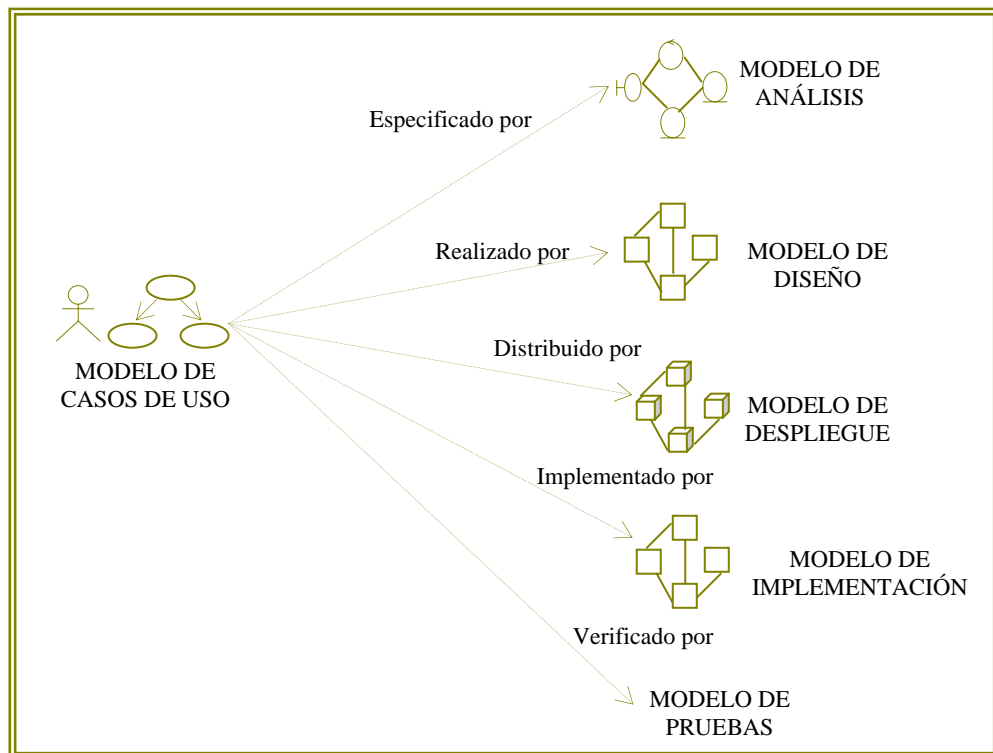 MODELO DE
ANÁLISIS
Especificado por
Realizado por
MODELO DE
DISEÑO
Distribuido por
MODELO DE
CASOS DE USO
MODELO DE
DESPLIEGUE
Implementado por
MODELO DE
IMPLEMENTACIÓN
Verificado por
MODELO DE
PRUEBAS